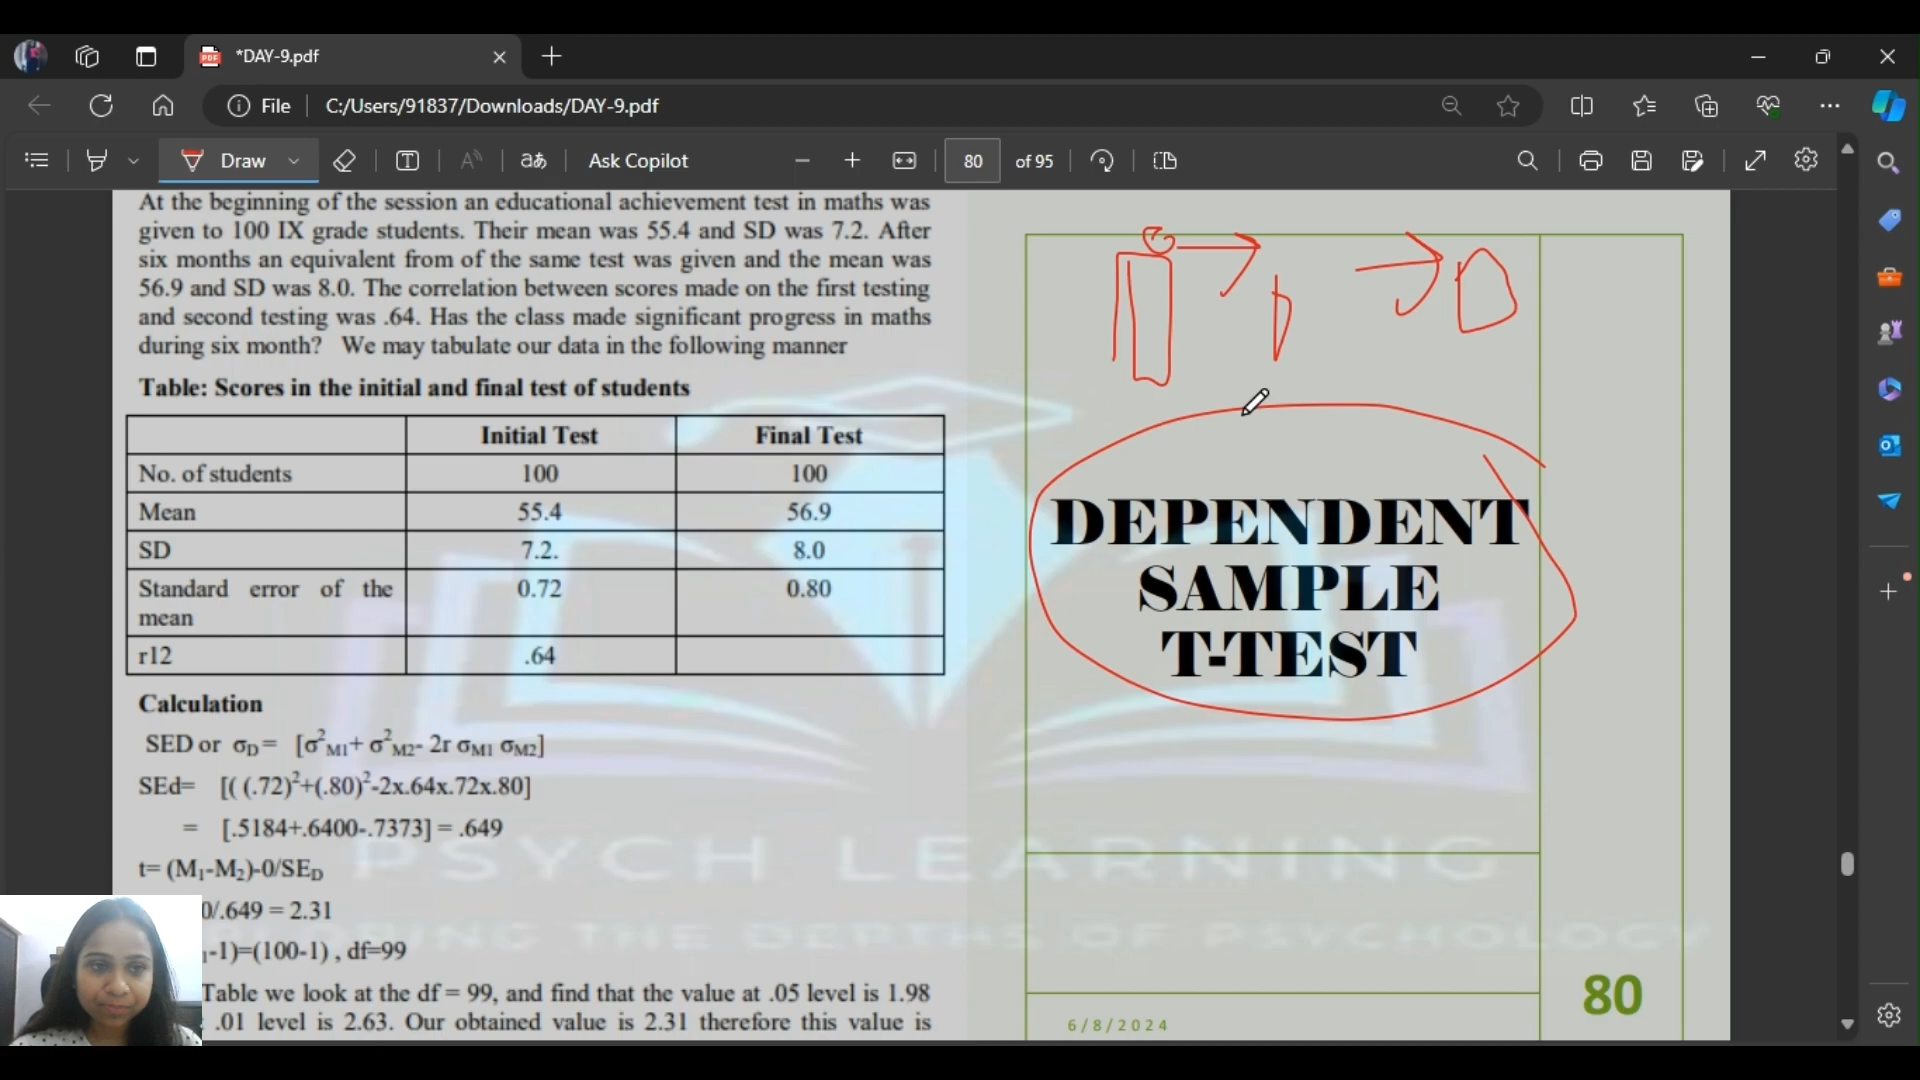 *DAY-9.pdf
File
C:/Users/91837/Downloads/DAY-9.pdf
Draw
aあ
Ask Copilot
80
of 95
At the beginning of the session an educational achievement test in maths was
given to 100 IX grade students. Their mean was 55.4 and SD was 7.2. After
six months an equivalent from of the same test was given and the mean was
56.9 and SD was 8.0. The correlation between scores made on the first testing
and second testing was .64. Has the class made significant progress in maths
during six month? We may tabulate our data in the following manner
Table: Scores in the initial and final test of students
Initial Test Final Test
No. of students 100 100
Mean 55.4 56.9
SD 7.2. 8.0
Standard error of the 0.72 0.80
mean
r12 .64
Calculation
SED or σD= [σ²M1+ σ²M2- 2r σM1 σM2]
SEd= [( (.72)²+(.80)²-2x.64x.72x.80]
= [.5184+.6400-.7373] = .649
t= (M1-M2)-0/SED
0/.649 = 2.31
-1)=(100-1) , df=99
Table we look at the df = 99, and find that the value at .05 level is 1.98
.01 level is 2.63. Our obtained value is 2.31 therefore this value is
DEPENDENT
SAMPLE
T-TEST
PSYCH LEARNING
THE DEPTHS OF PSYCHOLOGY
80
6/8/2024